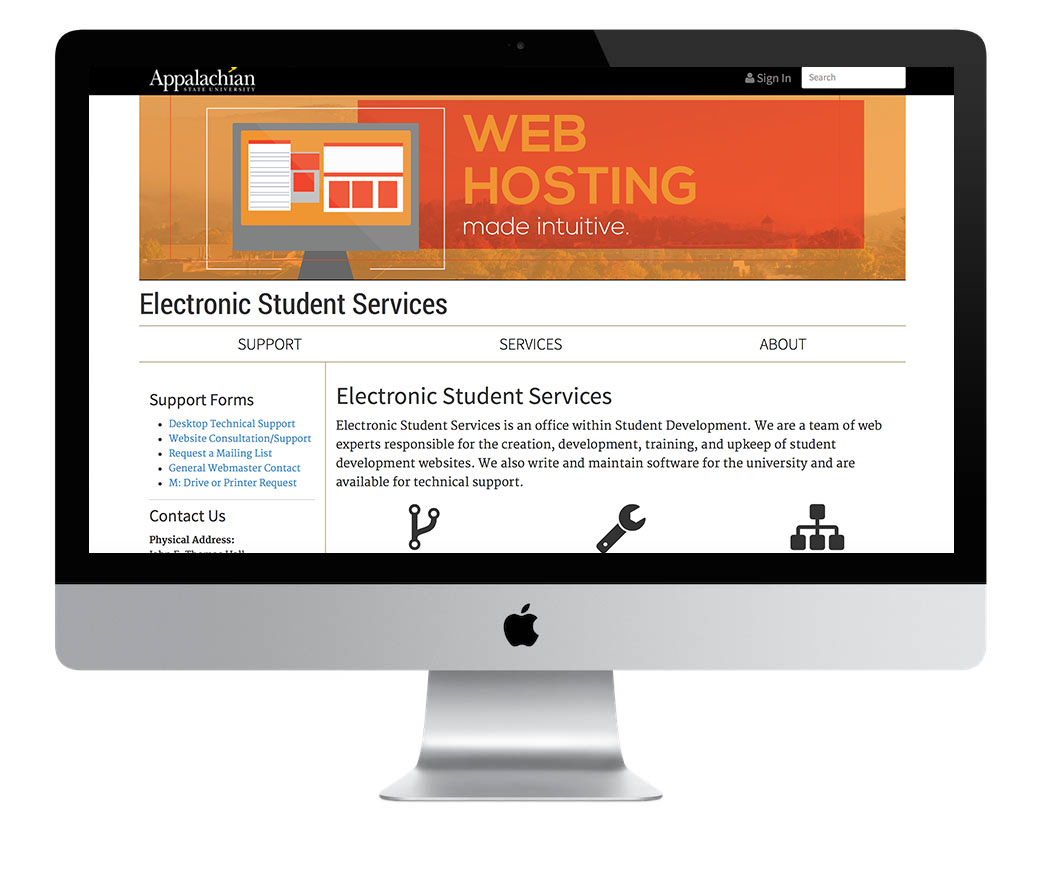 Appalachian
STATE UNIVERSITY
Sign In
Search
WEB
HOSTING
made intuitive.
Electronic Student Services
SUPPORT
SERVICES
ABOUT
Support Forms
Desktop Technical Support
Website Consultation/Support
Request a Mailing List
General Webmaster Contact
M: Drive or Printer Request
Contact Us
Physical Address:
John E. Thomas Hall
Electronic Student Services
Electronic Student Services is an office within Student Development. We are a team of web
experts responsible for the creation, development, training, and upkeep of student
development websites. We also write and maintain software for the university and are
available for technical support.